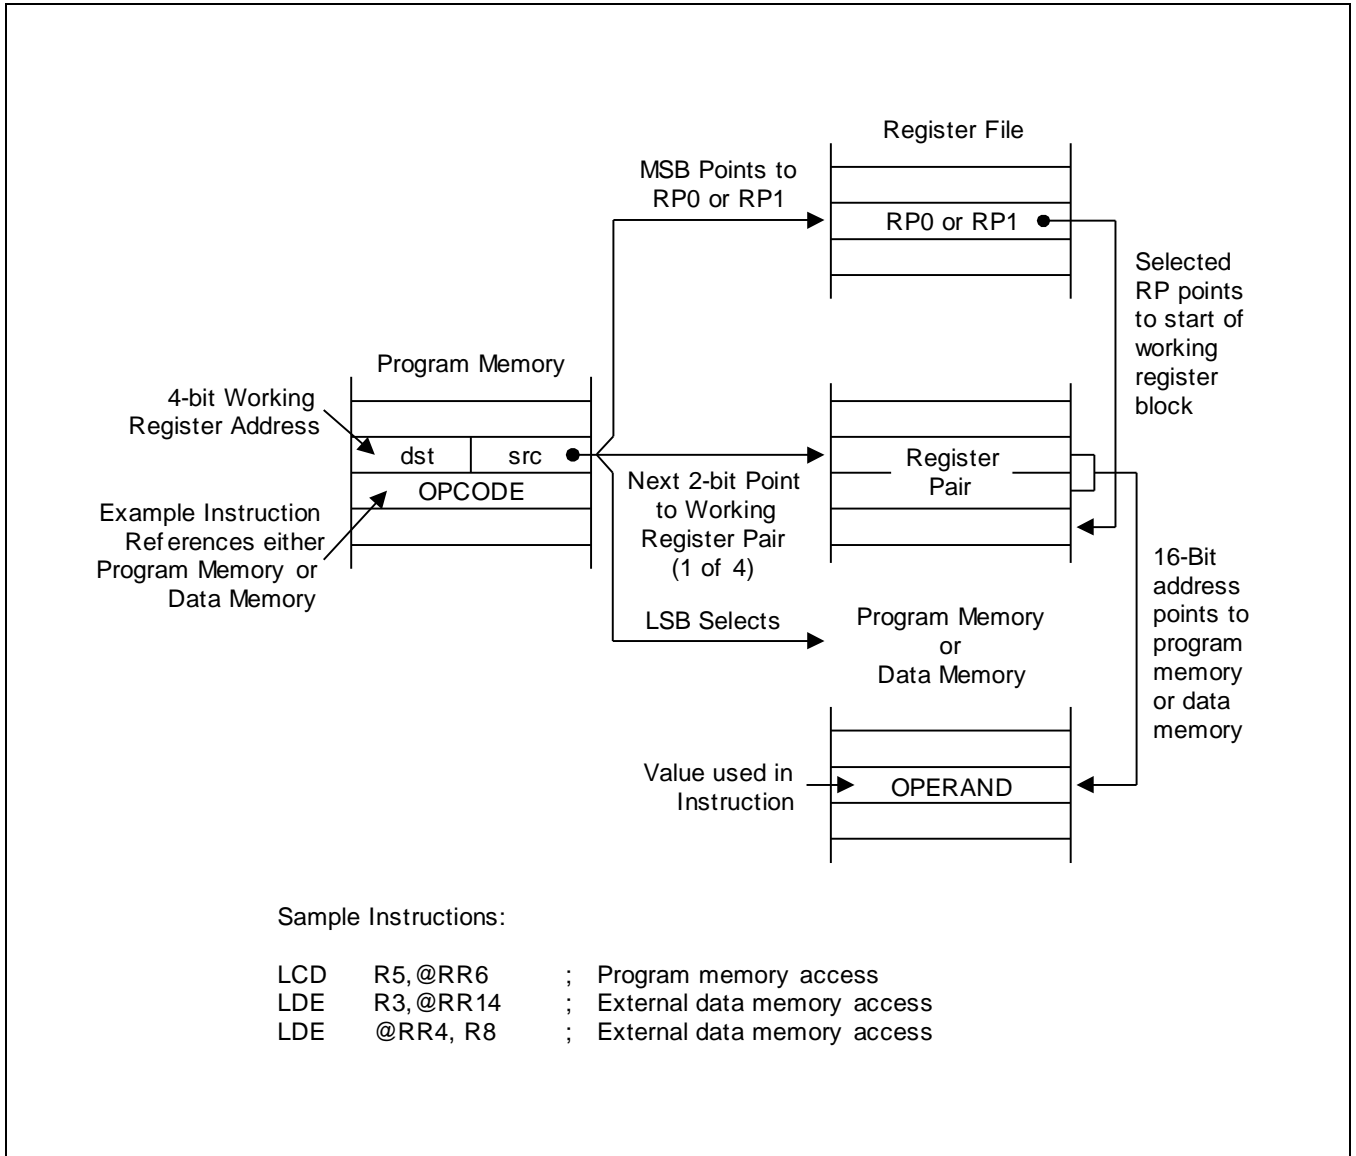 Register File
MSB Points to
RP0 or RP1
RP0 or RP1
Selected
RP points
to start of
working
register
block
Program Memory
4-bit Working
Register Address
dst src
OPCODE
Example Instruction
References either
Program Memory or
Data Memory
Next 2-bit Point
to Working
Register Pair
(1 of 4)
Register
Pair
LSB Selects
Program Memory
or
Data Memory
16-Bit
address
points to
program
memory
or data
memory
Value used in
Instruction
OPERAND
Sample Instructions:
LCD R5,@RR6 ; Program memory access
LDE R3,@RR14 ; External data memory access
LDE @RR4, R8 ; External data memory access